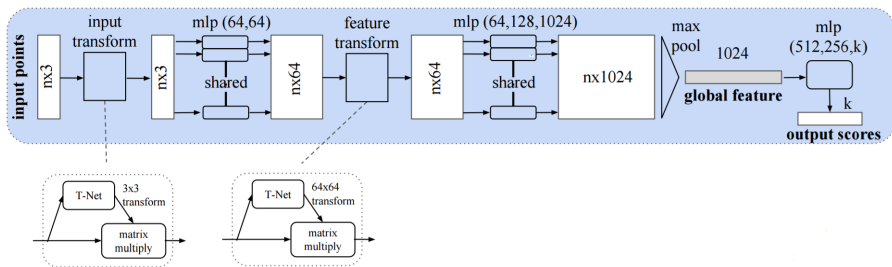 input points
nx3
input
transform
nx3
mlp (64,64)
shared
nx64
feature
transform
nx64
mlp (64,128,1024)
shared
nx1024
max
pool
1024
global feature
mlp
(512,256,k)
k
output scores
T-Net
3x3
transform
matrix
multiply
T-Net
64x64
transform
matrix
multiply